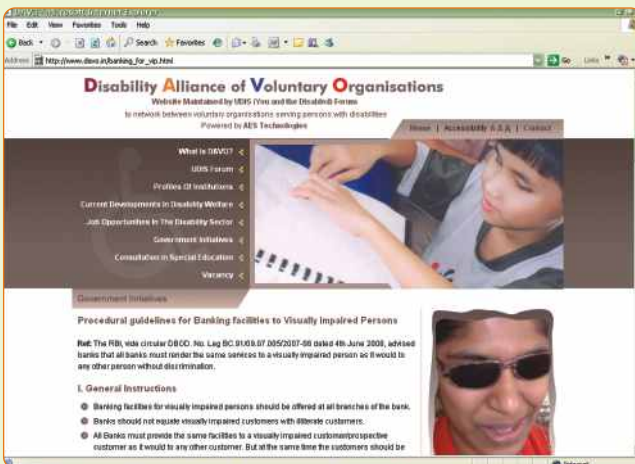 DAVO - Microsoft Internet Explorer
File Edit View Favorites Tools Help
Back Search Favorites
Address http://www.davo.in/banking_for_vip.html Go Links
Disability Alliance of Voluntary Organisations
Website Maintained by UDIS (You and the Disabled) Forum
to network between voluntary organisations serving persons with disabilities
Powered by AES Technologies
Home | Accessibility A A A | Contact
What Is DAVO?
UDIS Forum
Profiles Of Institutions
Current Developments In Disability Welfare
Job Opportunities In The Disability Sector
Government Initiatives
Consultation in Special Education
Vacancy
Government Initiatives
Procedural guidelines for Banking facilities to Visually Impaired Persons
Ref: The RBI, vide circular DBOD. No. Leg BC.91/09.07.005/2007-08 dated 4th June 2008, advised
banks that all banks must render the same services to a visually impaired person as it would to
any other person without discrimination.
I. General Instructions
Banking facilities for visually impaired persons should be offered at all branches of the bank.
Banks should not equate visually impaired customers with illiterate customers.
All Banks must provide the same facilities to a visually impaired customer/prospective
customer as it would to any other customer. But at the same time the customers should be
Internet